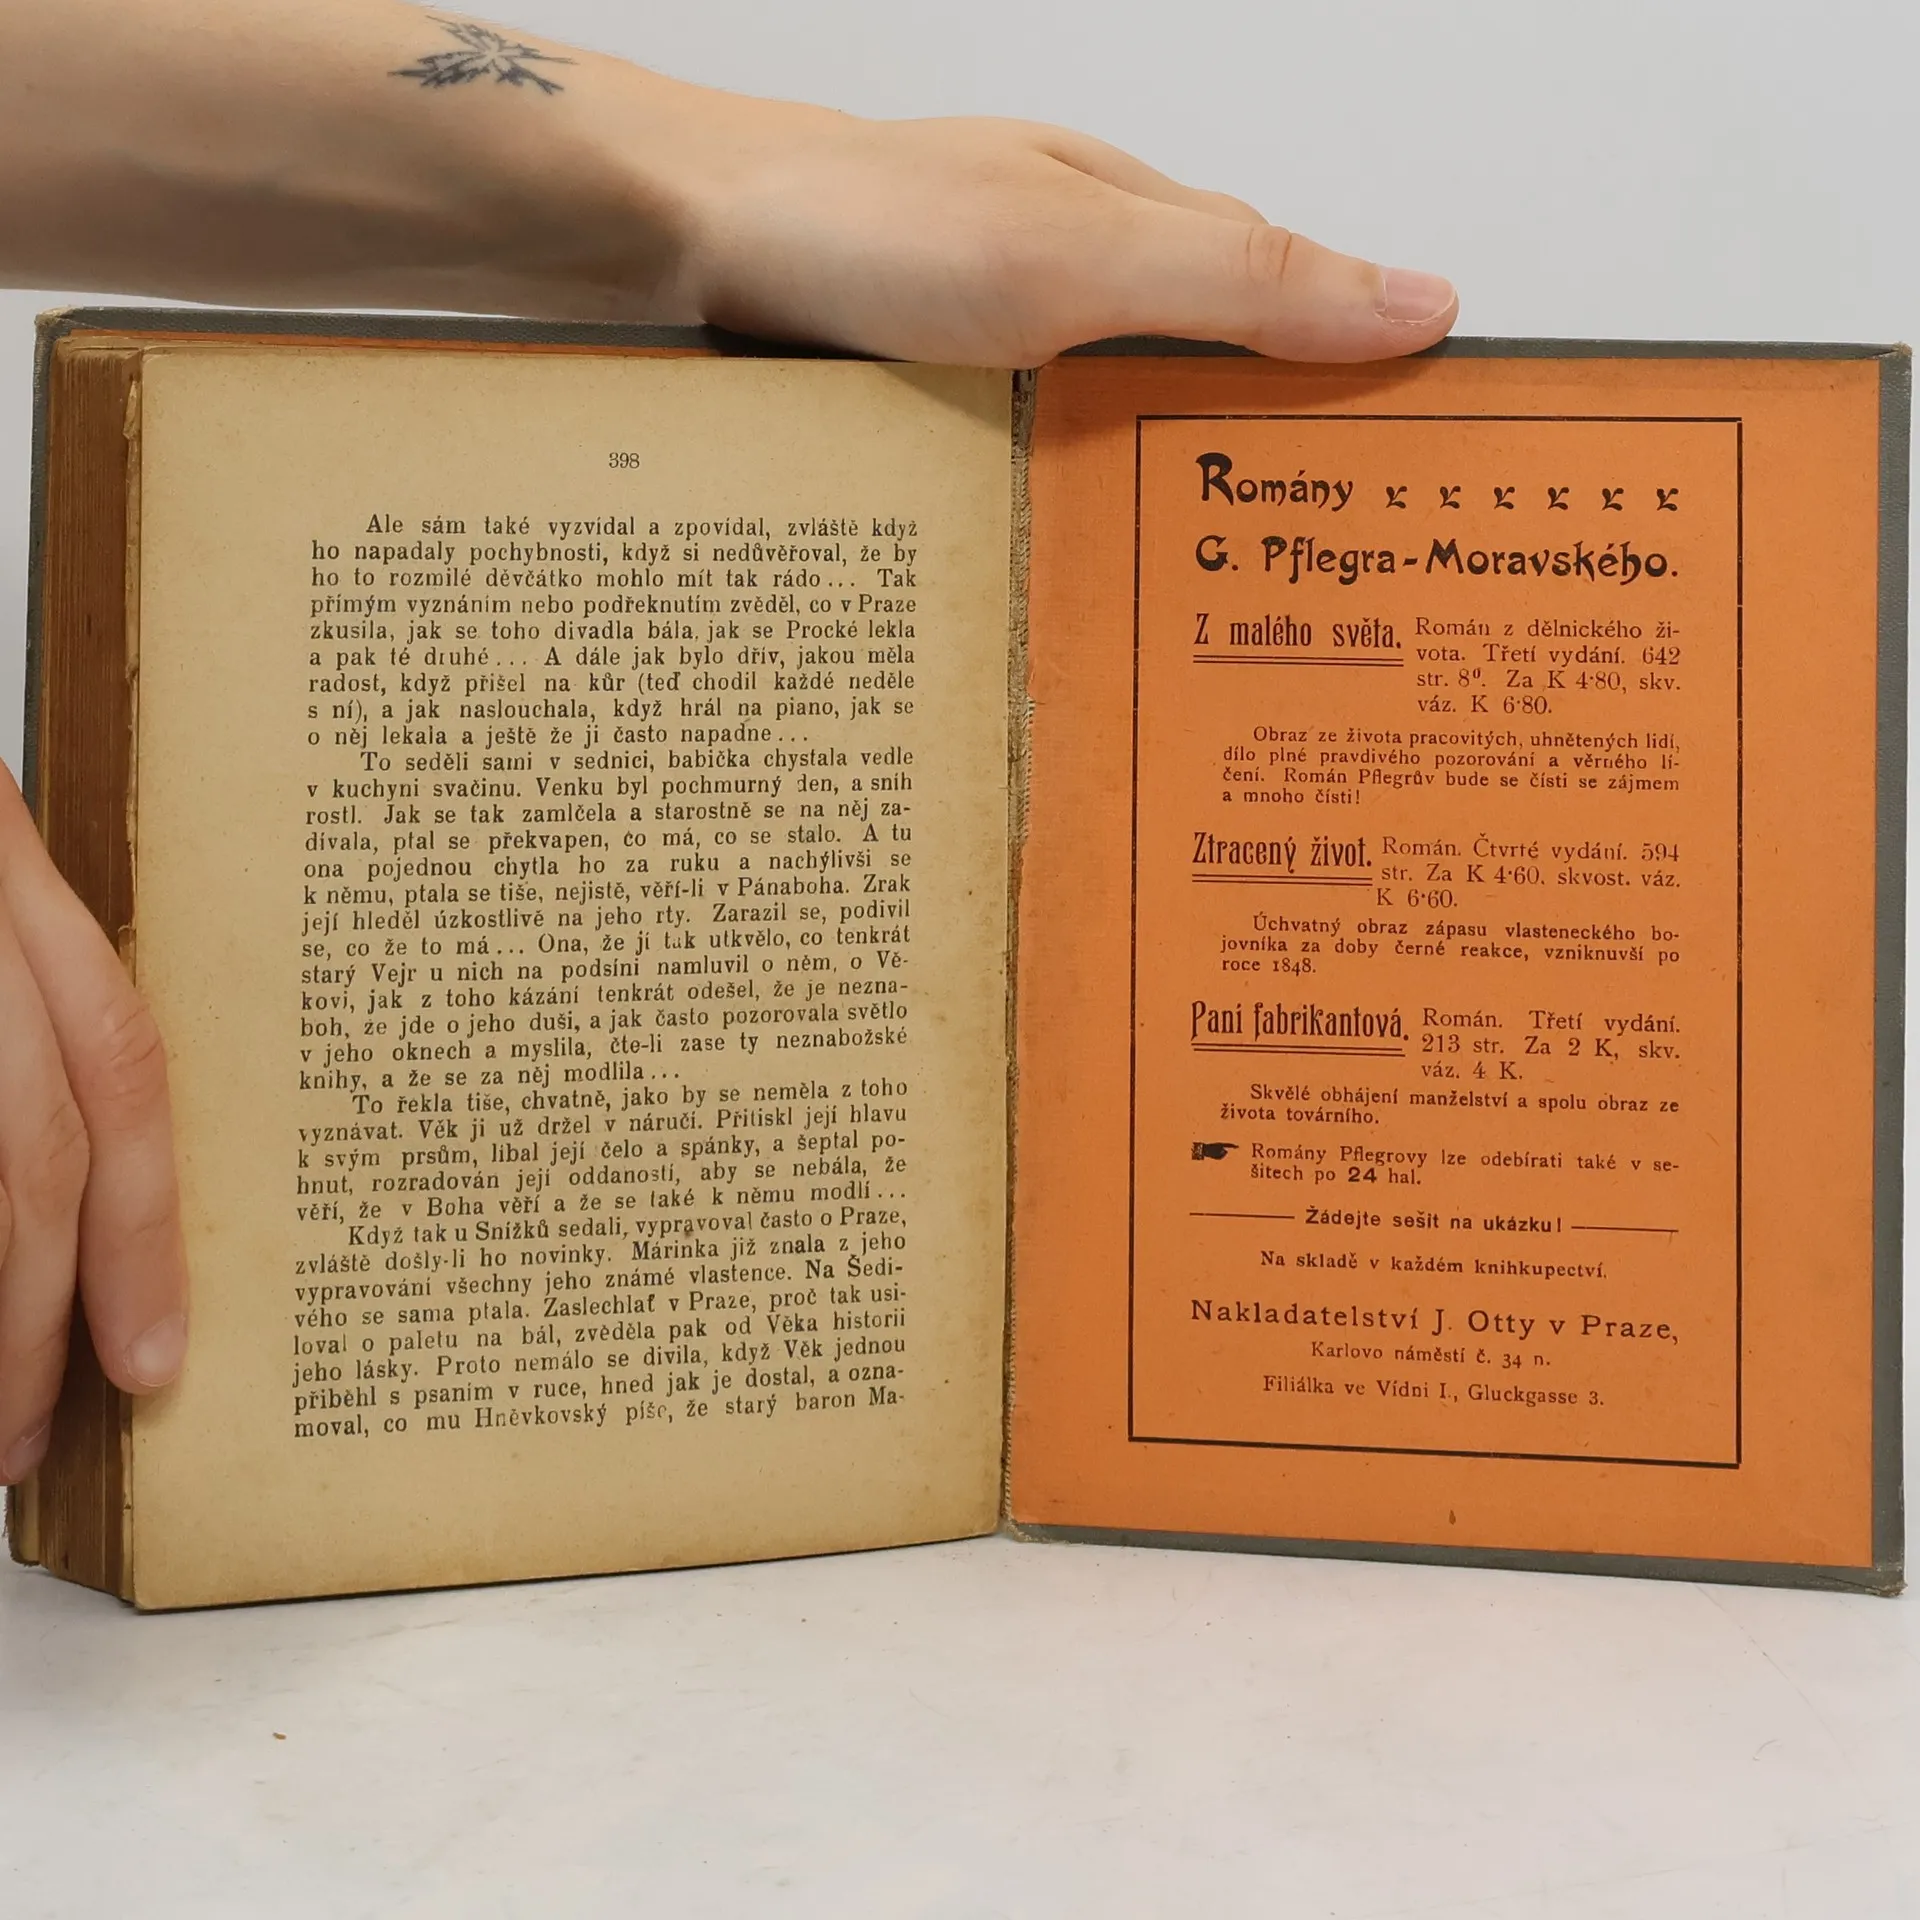 398
Ale sám také vyzvídal a zpovídal, zvláště když
ho napadaly pochybnosti, když si nedůvěřoval, že by
ho to rozmilé děvčátko mohlo mít tak rádo... Tak
přímým vyznáním nebo podřeknutím zvěděl, co v Praze
zkusila, jak se toho divadla bála, jak se Procké lekla
a pak té druhé... A dále jak bylo dřív, jakou měla
radost, když přišel na kůr (teď chodil každé neděle
s ní), a jak naslouchala, když hrál na piano, jak se
o něj lekala a ještě že ji často napadne...
To seděli sami v sednici, babička chystala vedle
v kuchyni svačinu. Venku byl pochmurný den, a sníh
rostl. Jak se tak zamlčela a starostně se na něj za-
dívala, ptal se překvapen, co má, co se stalo. A tu
ona pojednou chytla ho za ruku a nachýlivši se
k němu, ptala se tiše, nejistě, věří-li v Pánaboha. Zrak
její hleděl úzkostlivě na jeho rty. Zarazil se, podivil
se, co že to má... Ona, že jí tak utkvělo, co tenkrát
starý Vejr u nich na podsíni namluvil o něm, o Vě-
kovi, jak z toho kázání tenkrát odešel, že je nezna-
boh, že jde o jeho duši, a jak často pozorovala světlo
v jeho oknech a myslila, čte-li zase ty neznabožské
knihy, a že se za něj modlila...
To řekla tiše, chvatně, jako by se neměla z toho
vyznávat. Věk ji už držel v náručí. Přitiskl její hlavu
k svým prsům, líbal její čelo a spánky, a šeptal po-
hnut, rozradován její oddaností, aby se nebála, že
věří, že v Boha věří a že se také k němu modlí...
Když tak u Snížků sedali, vypravoval často o Praze,
zvláště došly-li ho novinky. Márinka již znala z jeho
vypravování všechny jeho známé vlastence. Na Šedi-
vého se sama ptala. Zaslechlať v Praze, proč tak usi-
loval o paletu na bál, zvěděla pak od Věka historii
jeho lásky. Proto nemálo se divila, když Věk jednou
přiběhl s psaním v ruce, hned jak je dostal, a ozna-
moval, co mu Hněvkovský píše, že starý baron Ma-
Romány
G. Pflegra-Moravského.
Z malého světa. Román z dělnického ži-
vota. Třetí vydání. 642
str. 8°. Za K 4·80, skv.
váz. K 6·80.
Obraz ze života pracovitých, uhnětených lidí,
dílo plné pravdivého pozorování a věrného lí-
čení. Román Pflegrův bude se čísti se zájmem
a mnoho čísti!
Ztracený život. Román. Čtvrté vydání. 594
str. Za K 4·60. skvost. váz.
K 6·60.
Úchvatný obraz zápasu vlasteneckého bo-
jovníka za doby černé reakce, vzniknuvší po
roce 1848.
Paní fabrikantová. Román. Třetí vydání.
213 str. Za 2 K, skv.
váz. 4 K.
Skvělé obhájení manželství a spolu obraz ze
života továrního.
Romány Pflegrovy lze odebírati také v se-
šitech po 24 hal.
Žádejte sešit na ukázku!
Na skladě v každém knihkupectví.
Nakladatelství J. Otty v Praze,
Karlovo náměstí č. 34 n.
Filiálka ve Vídni I., Gluckgasse 3.